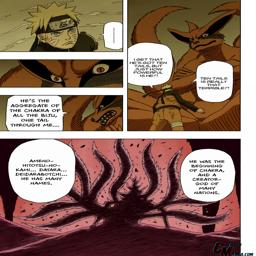 I GET THAT
HE'S GOT TEN
TAILS, BUT
JUST HOW
POWERFUL
IS HE?!
TEN TAILS
IS REALLY
THAT
TERRIBLE?!
HE'S THE
AGGREGATE OF
THE CHAKRA OF
ALL THE BIJU,
ONE TAIL
THROUGH ME...
HE WAS THE
BEGINNING OF
CHAKRA,
AND A
CREATOR-
GOD OF MANY
NATIONS.
AMENO-
HITOTSU-NO-
KAMI... DATARA...
DEIDARABOTCHI...
HE HAS MANY
NAMES,